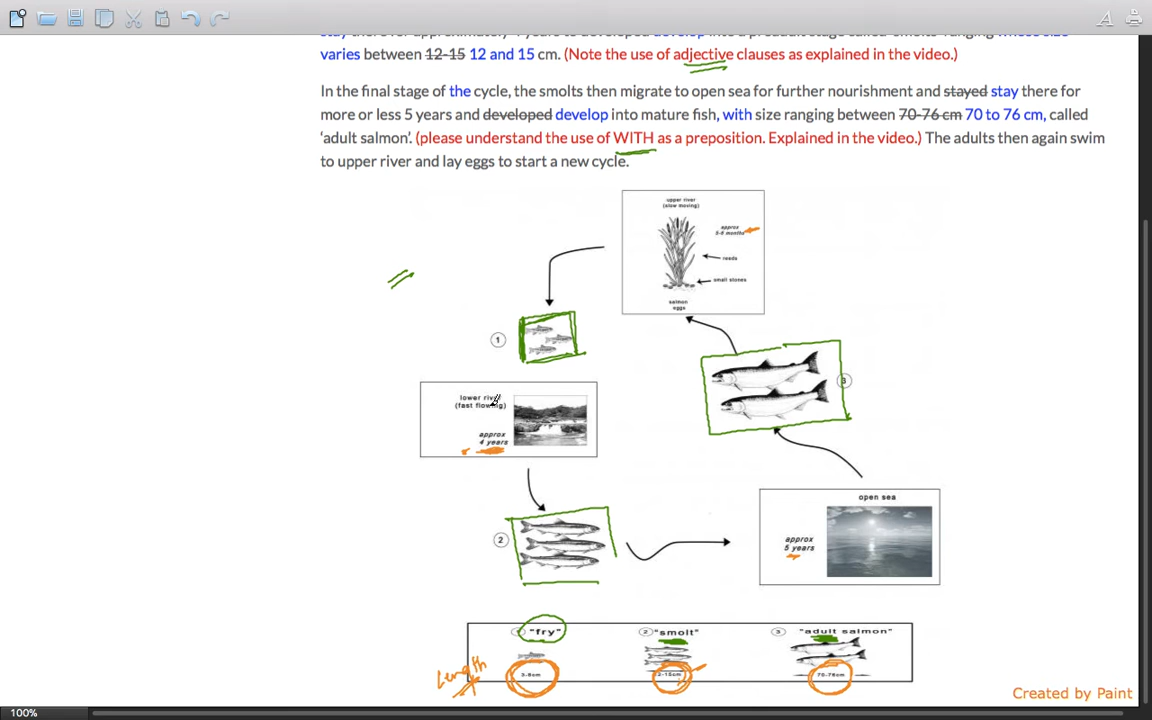 varies between 12-15 12 and 15 cm. (Note the use of adjective clauses as explained in the video.)
In the final stage of the cycle, the smolts then migrate to open sea for further nourishment and stayed stay there for
more or less 5 years and developed develop into mature fish, with size ranging between 70-76 cm 70 to 76 cm, called
‘adult salmon’. (please understand the use of WITH as a preposition. Explained in the video.) The adults then again swim
to upper river and lay eggs to start a new cycle.
upper river
(slow moving)
approx
5-6 months
reeds
small stones
salmon
eggs
1
lower river
(fast flowing)
approx
4 years
3
open sea
approx
5 years
2
"fry"
2 "smolt"
3 "adult salmon"
Length
3-8cm
70-76cm
Created by Paint
100%